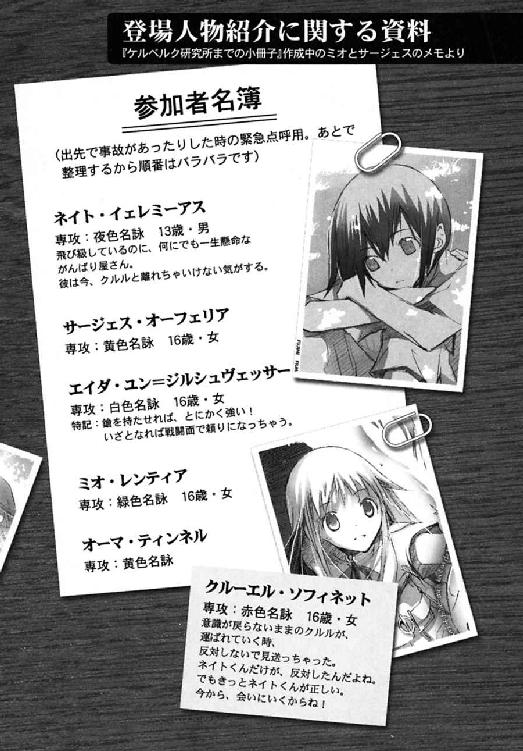 登場人物紹介に関する資料
『ケルベルク研究所までの小冊子』作成中のミオとサージェスのメモより
参加者名簿
（出先で事故があったりした時の緊急点呼用。あとで
整理するから順番はバラバラです）
ネイト・イェレミーアス
専攻：夜色名詠　13歳・男
飛び級しているのに、何にでも一生懸命な
がんばり屋さん。
彼は今、クルルと離れちゃいけない気がする。
サージェス・オーフェリア
専攻：黄色名詠　16歳・女
エイダ・ユン＝ジルシュヴェッサー
専攻：白色名詠　16歳・女
特記：鎗を持たせれば、とにかく強い！
いざとなれば戦闘面で頼りになっちゃう。
ミオ・レンティア
専攻：緑色名詠　16歳・女
オーマ・ティンネル
専攻：黄色名詠
クルーエル・ソフィネット
専攻：赤色名詠　16歳・女
意識が戻らないままのクルルが、
運ばれていく時、
反対しないで見送っちゃった。
ネイトくんだけが、反対したんだよね。
でもきっとネイトくんが正しい。
今から、会いにいくからね！